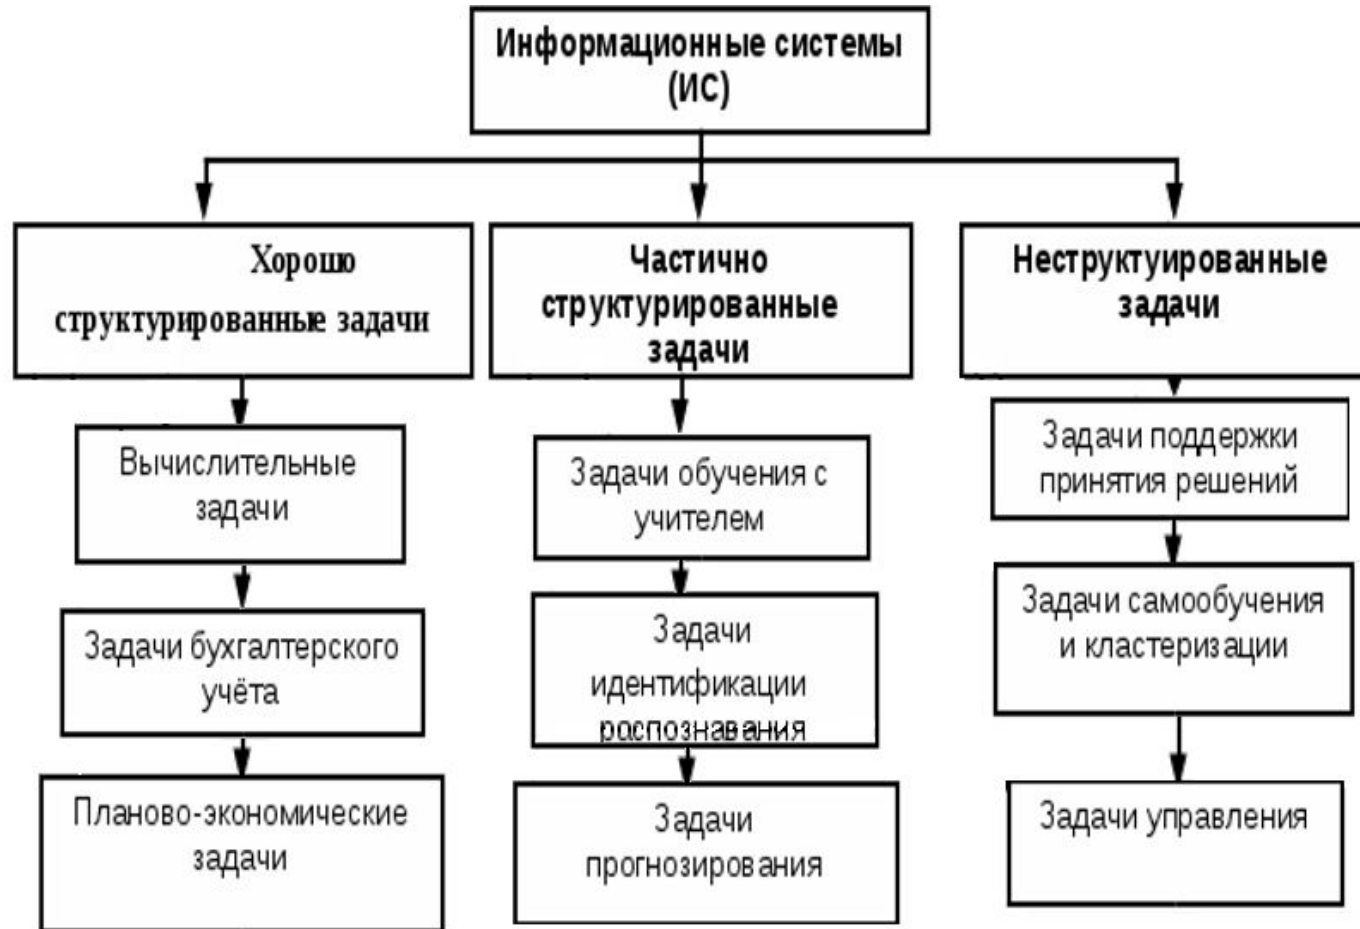 Информационные системы
(ИС)
Хорошо
структурированные задачи
Частично
структурированные
задачи
Неструктуированные
задачи
Вычислительные
задачи
Задачи обучения с
учителем
Задачи поддержки
принятия решений
Задачи бухгалтерского
учёта
Задачи
идентификации
роспознавания
Задачи самообучения
и кластеризации
Планово-экономические
задачи
Задачи
прогнозирования
Задачи управления